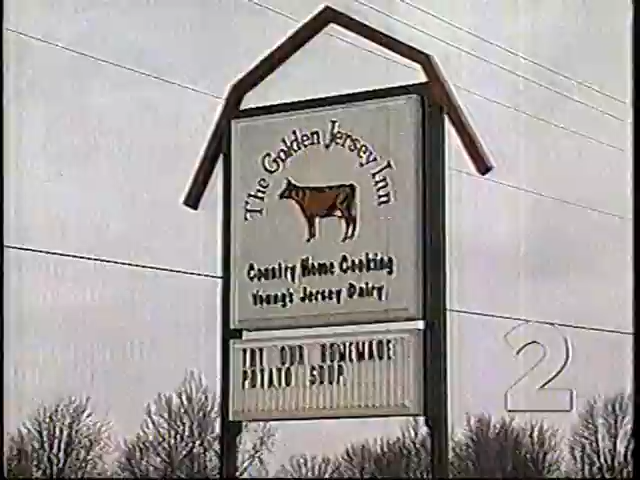 The Golden Jersey Inn
Country Home Cooking
Young's Jersey Dairy
TRY OUR HOMEMADE
POTATO SOUP
2